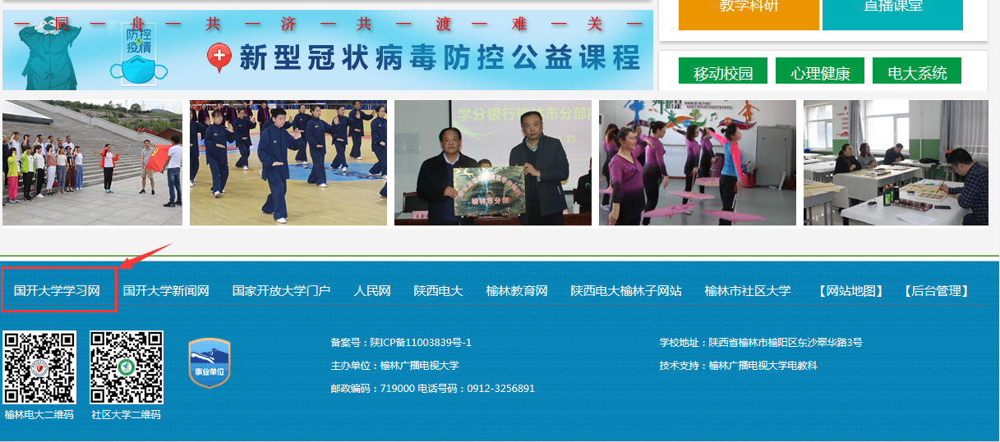 教学科研
直播课堂
一 同 一 舟 一 共 一 济 一 共 一 渡 一 难 一 关 一
防控
疫情
新型冠状病毒防控公益课程
移动校园
心理健康
电大系统
学分银行榆林市分部
榆林市分部
国开大学学习网
国开大学新闻网
国家开放大学门户
人民网
陕西电大
榆林教育网
陕西电大榆林子网站
榆林市社区大学
【网站地图】
【后台管理】
事业单位
榆林电大二维码
社区大学二维码
备案号：陕ICP备11003839号-1
主办单位：榆林广播电视大学
邮政编码：719000 电话号码：0912-3256891
学校地址：陕西省榆林市榆阳区东沙翠华路3号
技术支持：榆林广播电视大学电教科